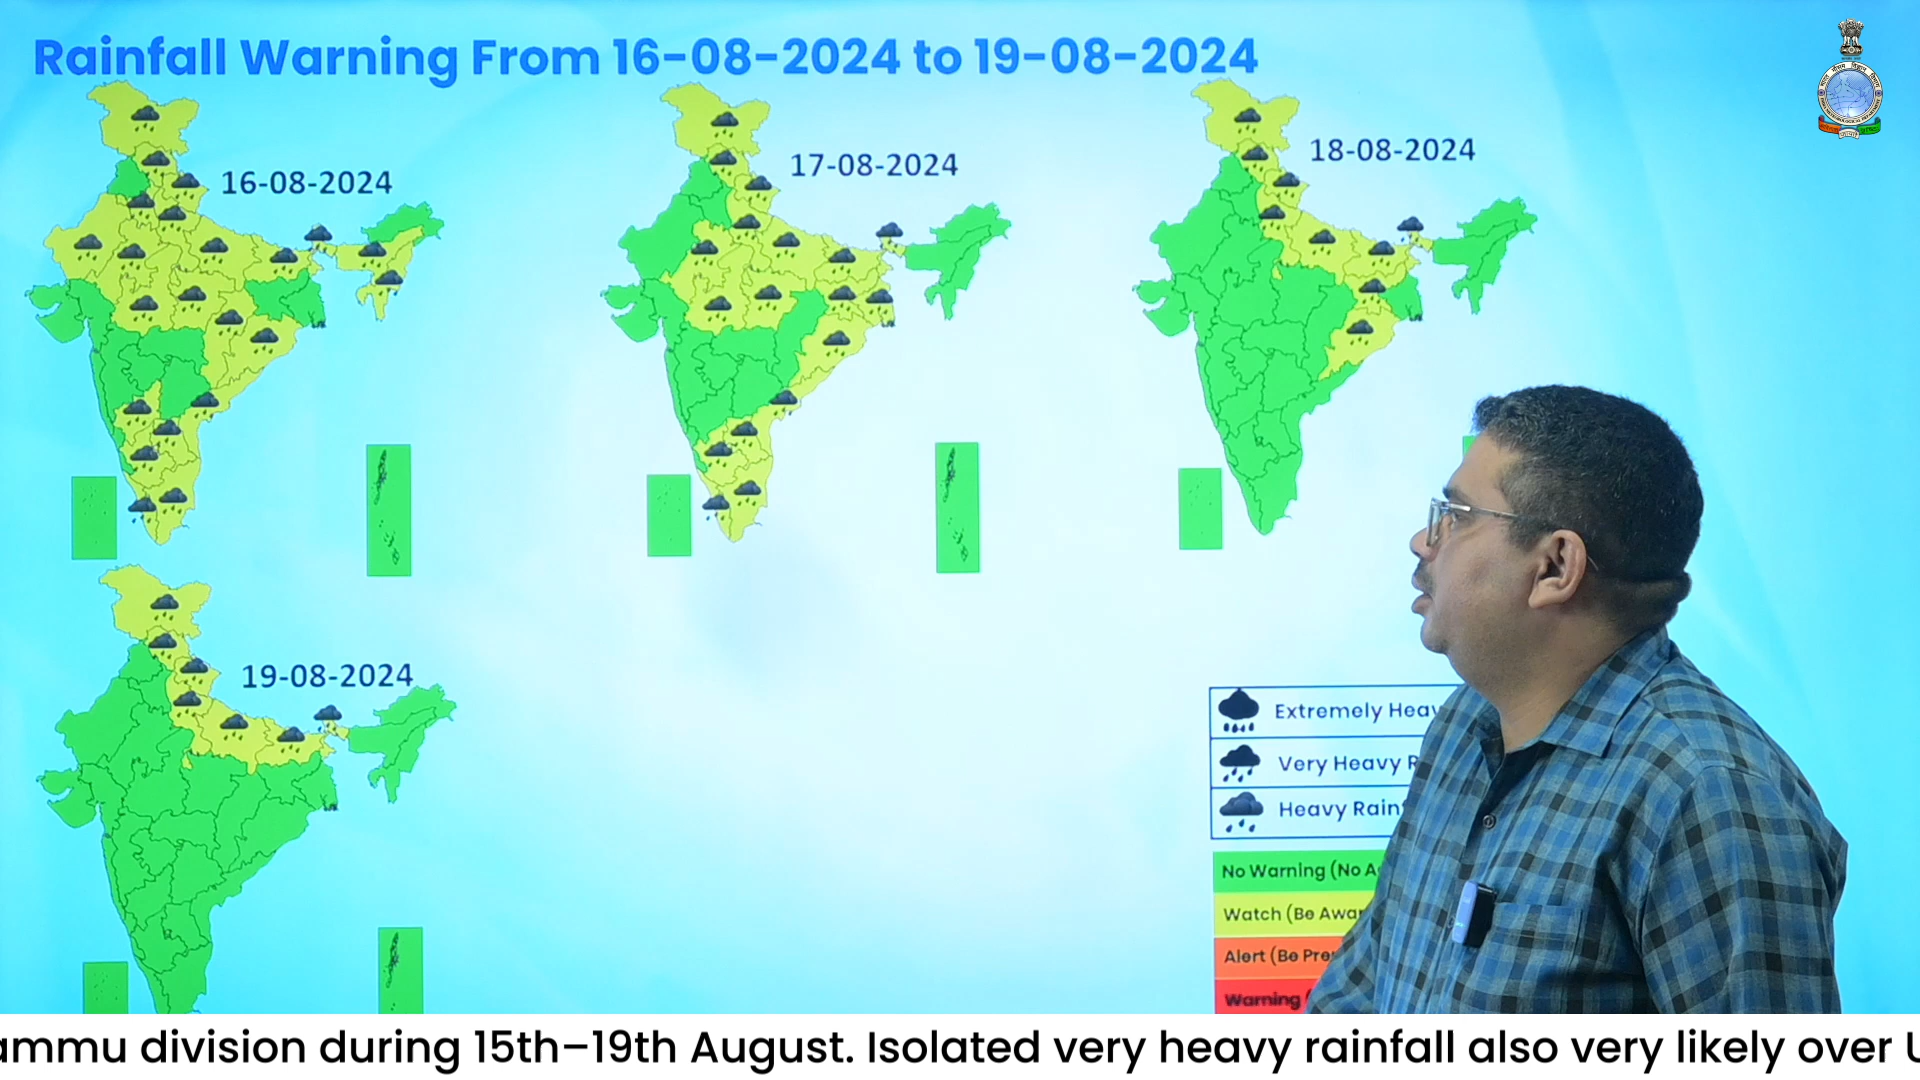 Rainfall Warning From 16-08-2024 to 19-08-2024
16-08-2024
17-08-2024
18-08-2024
19-08-2024
Extremely Heav
Very Heavy R
Heavy Rain
No Warning (No A
Watch (Be Awar
Alert (Be Pre
Warning (
ammu division during 15th–19th August. Isolated very heavy rainfall also very likely over U